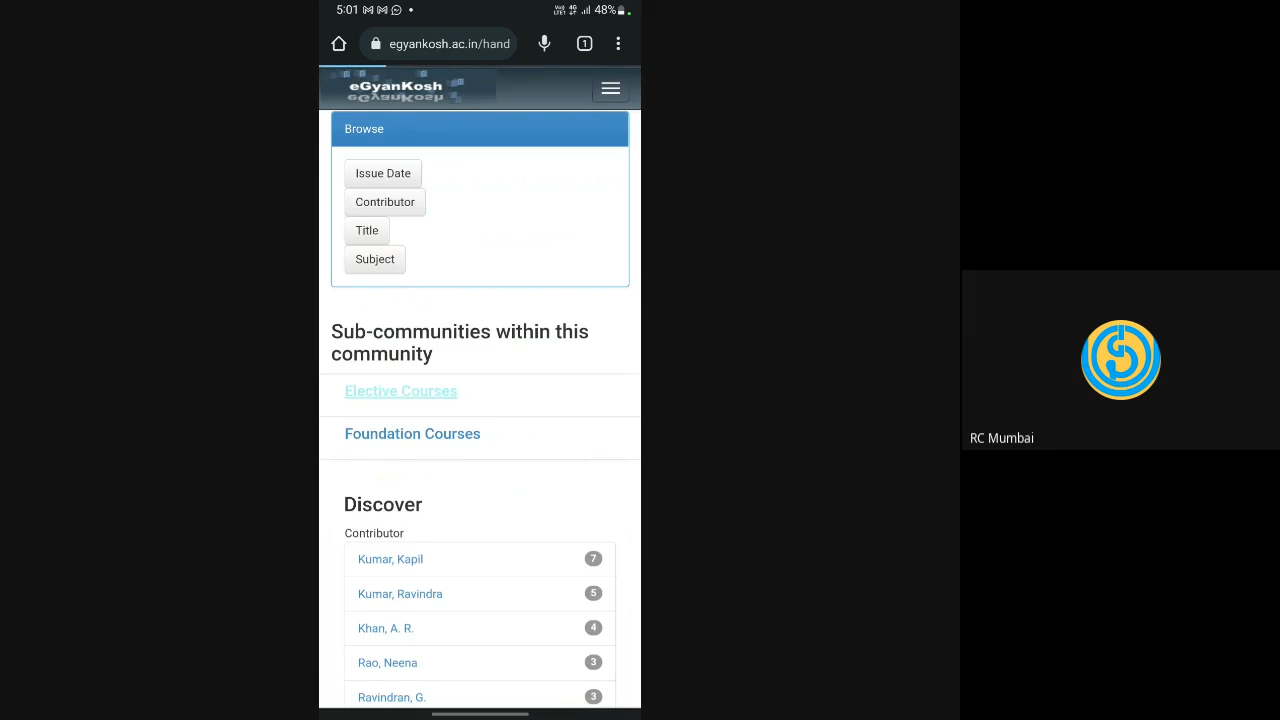 5:01
VoLTE1 4G 48%
1
egyankosh.ac.in/hand
eGyanKosh
Browse
Issue Date
Contributor
Title
Subject
Sub-communities within this
community
Elective Courses
Foundation Courses
Discover
Contributor
Kumar, Kapil 7
Kumar, Ravindra 5
Khan, A. R. 4
Rao, Neena 3
Ravindran, G. 3
RC Mumbai